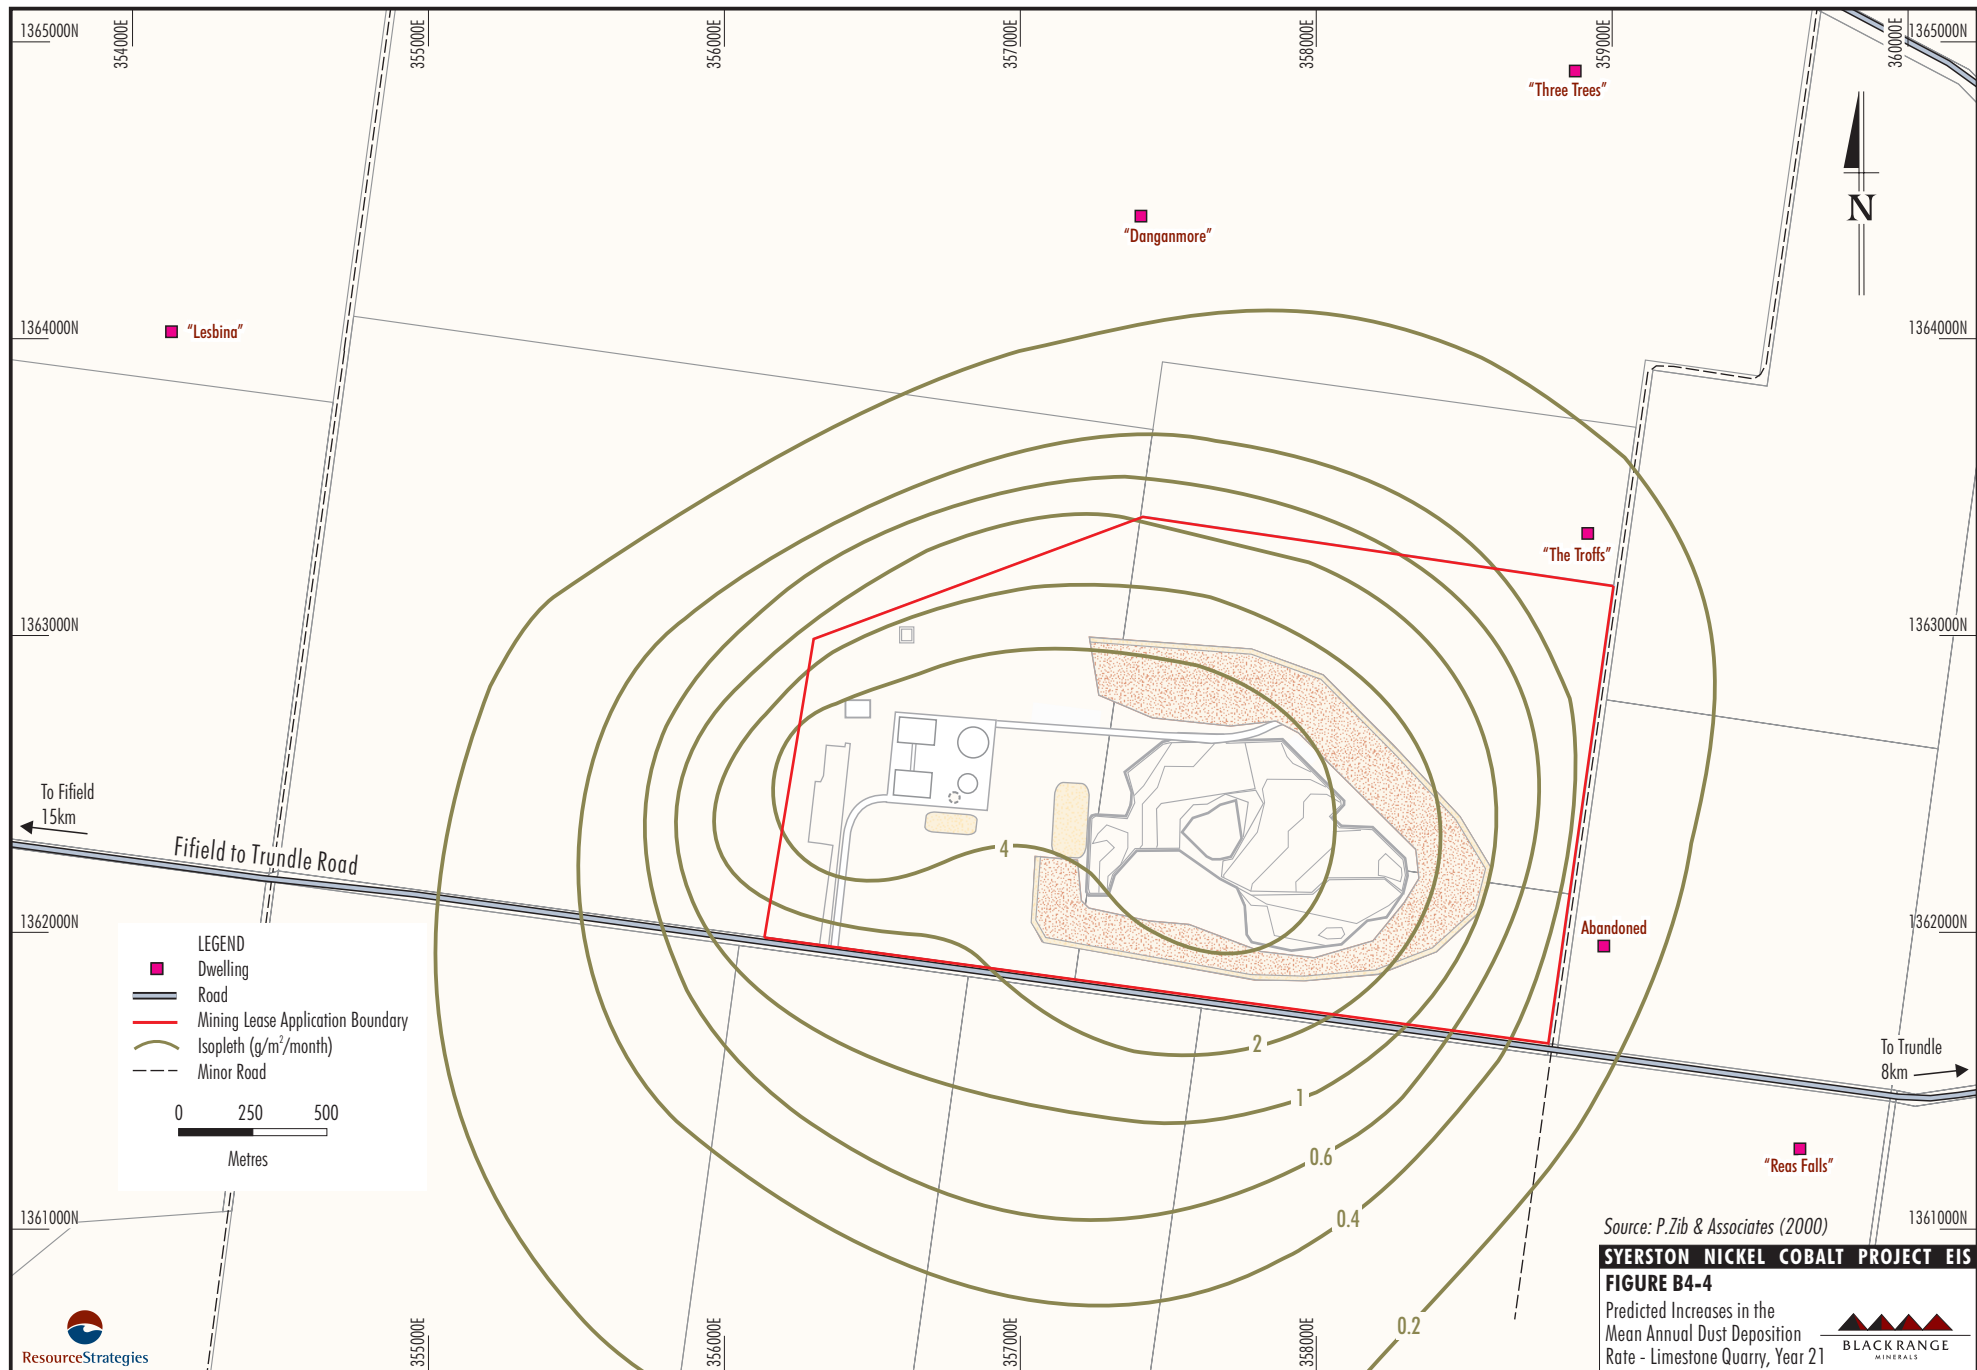 1365000N
354000E
355000E
356000E
357000E
358000E
359000E
360000E
1365000N
"Three Trees"
N
"Danganmore"
1364000N
"Lesbina"
1364000N
"The Troffs"
1363000N
1363000N
To Fifield
15km
Fifield to Trundle Road
4
1362000N
Abandoned
1362000N
LEGEND
Dwelling
Road
Mining Lease Application Boundary
Isopleth (g/m²/month)
Minor Road
0 250 500
Metres
2
1
0.6
0.4
0.2
To Trundle
8km
"Reas Falls"
1361000N
1361000N
355000E
356000E
357000E
358000E
Source: P.Zib & Associates (2000)
SYERSTON NICKEL COBALT PROJECT EIS
FIGURE B4-4
Predicted Increases in the
Mean Annual Dust Deposition
Rate - Limestone Quarry, Year 21
BLACK RANGE
MINERALS
ResourceStrategies